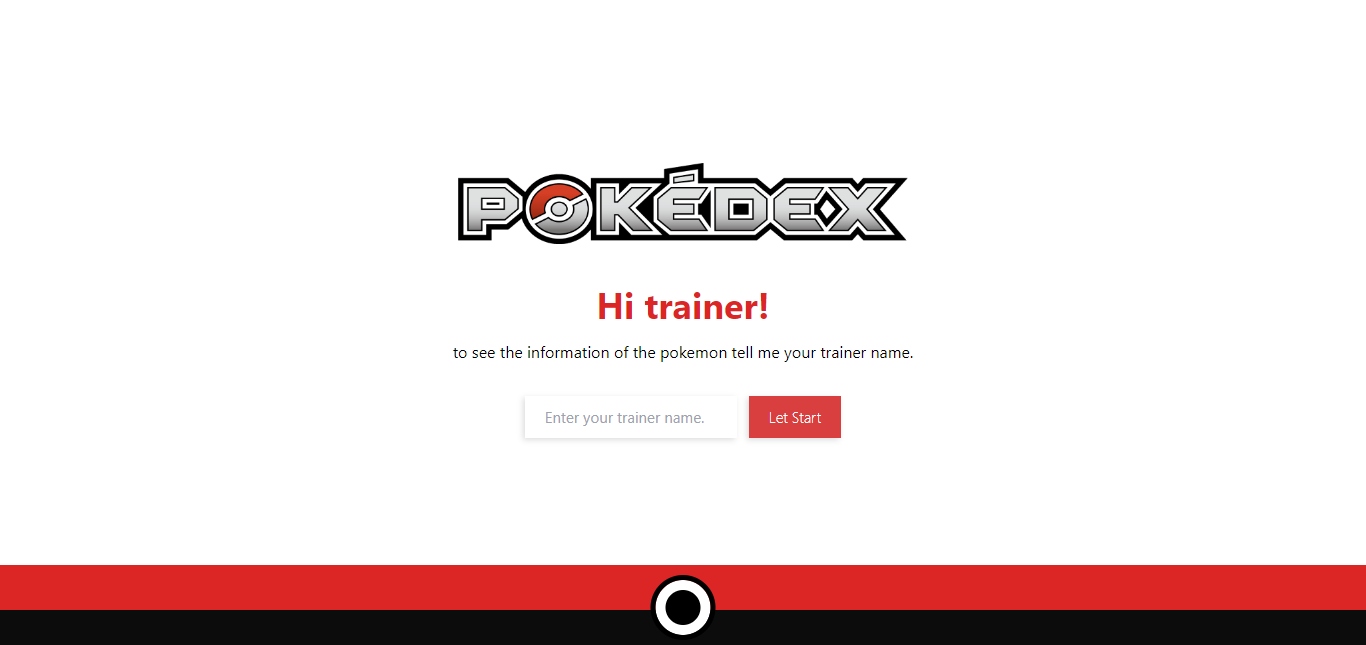 POKÉDEX
Hi trainer!
to see the information of the pokemon tell me your trainer name.
Enter your trainer name.
Let Start